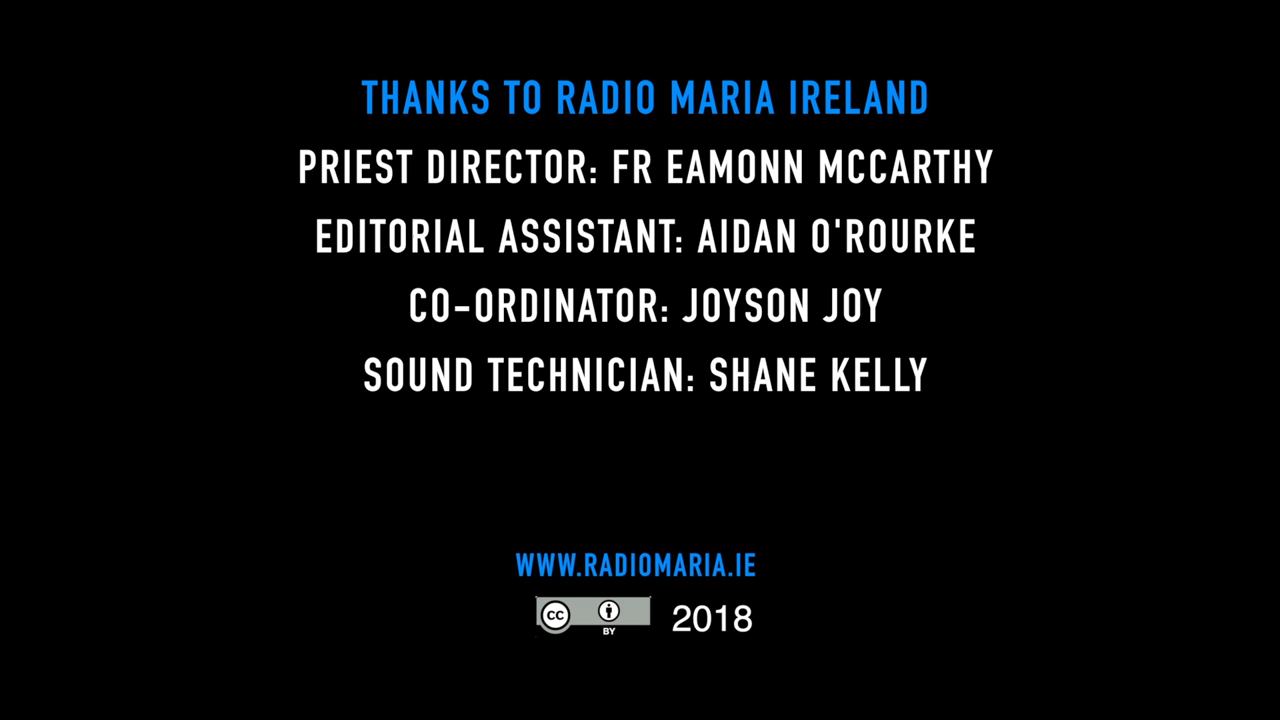 THANKS TO RADIO MARIA IRELAND
PRIEST DIRECTOR: FR EAMONN MCCARTHY
EDITORIAL ASSISTANT: AIDAN O'ROURKE
CO-ORDINATOR: JOYSON JOY
SOUND TECHNICIAN: SHANE KELLY
WWW.RADIOMARIA.IE
CC BY 2018